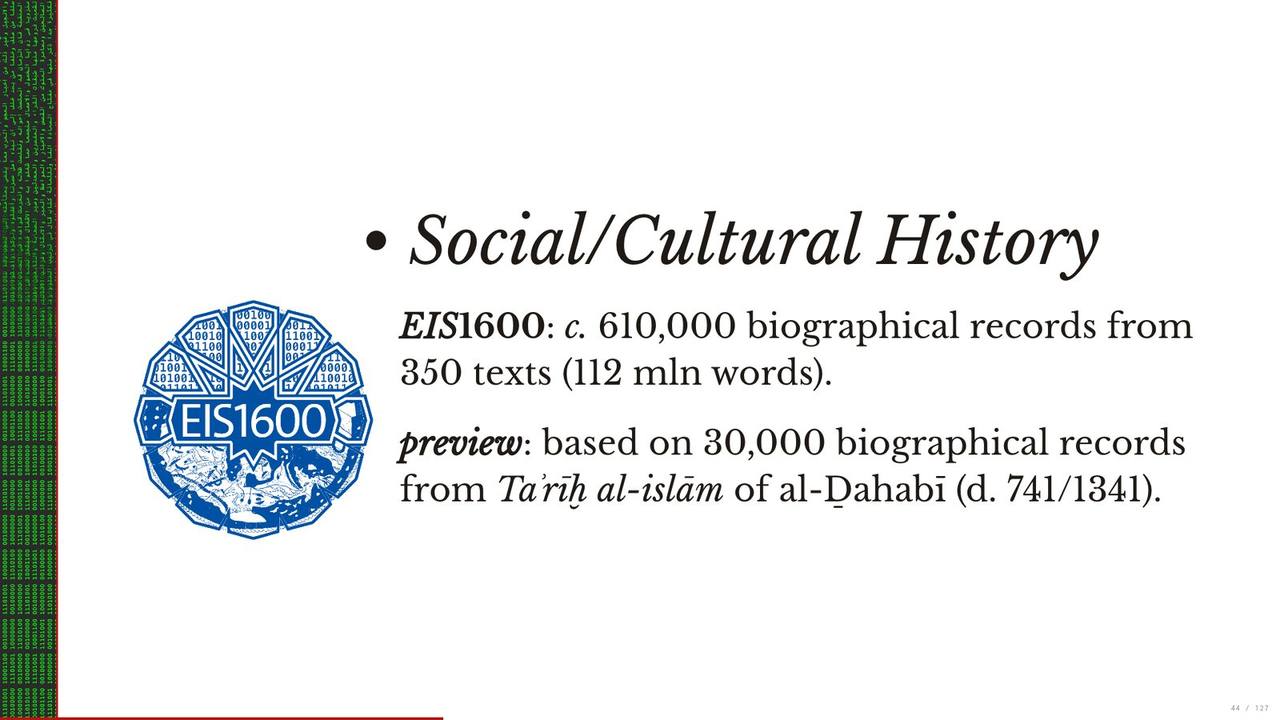 • Social/Cultural History
EIS1600: c. 610,000 biographical records from
350 texts (112 mln words).
EIS1600
preview: based on 30,000 biographical records
from Taʾrīḫ al-islām of al-Ḏahabī (d. 741/1341).
44 / 127